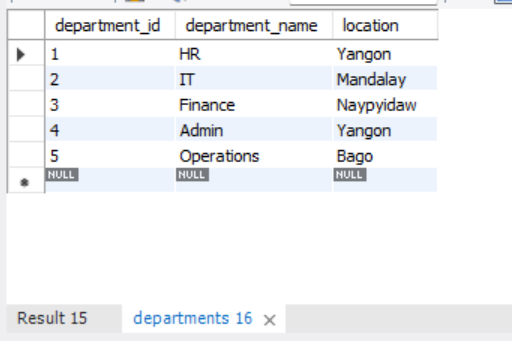 department_id department_name location
1 HR Yangon
2 IT Mandalay
3 Finance Naypyidaw
4 Admin Yangon
5 Operations Bago
NULL NULL NULL
Result 15 departments 16